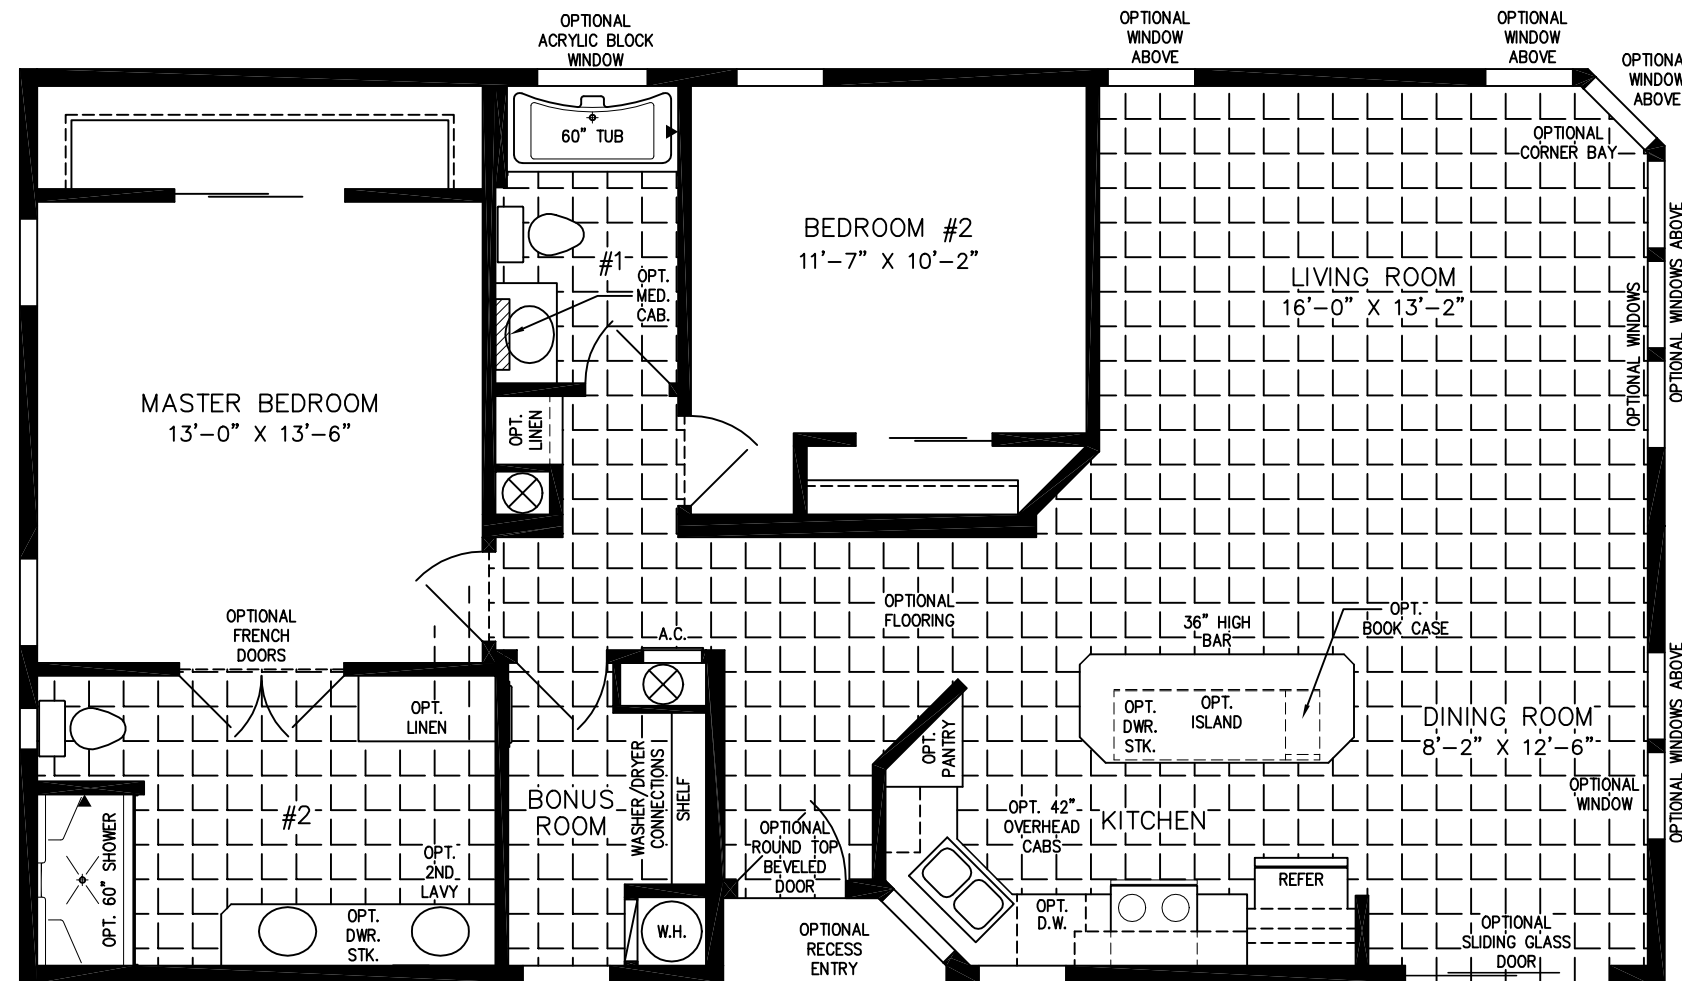 OPTIONAL
ACRYLIC BLOCK
WINDOW
OPTIONAL
WINDOW
ABOVE
OPTIONAL
WINDOW
ABOVE
OPTIONAL
WINDOW
ABOVE
60” TUB
OPTIONAL
CORNER BAY
#1
OPT.
MED.
CAB.
BEDROOM #2
11’-7” X 10’-2”
LIVING ROOM
16’-0” X 13’-2”
OPTIONAL WINDOWS
OPTIONAL WINDOWS ABOVE
MASTER BEDROOM
13’-0” X 13’-6”
OPT.
LINEN
OPTIONAL
FRENCH
DOORS
A.C.
OPTIONAL
FLOORING
36” HIGH
BAR
OPT.
BOOK CASE
OPT.
LINEN
OPT.
PANTRY
OPT.
DWR.
STK.
OPT.
ISLAND
DINING ROOM
8’-2” X 12’-6”
OPTIONAL WINDOWS ABOVE
OPTIONAL
WINDOW
#2
OPT. 60” SHOWER
OPT.
2ND
LAVY
OPT.
DWR.
STK.
BONUS
ROOM
WASHER/DRYER
CONNECTIONS
SHELF
W.H.
OPTIONAL
ROUND TOP
BEVELED
DOOR
OPTIONAL
RECESS
ENTRY
OPT. 42”
OVERHEAD
CABS
KITCHEN
OPT.
D.W.
REFER
OPTIONAL
SLIDING GLASS
DOOR